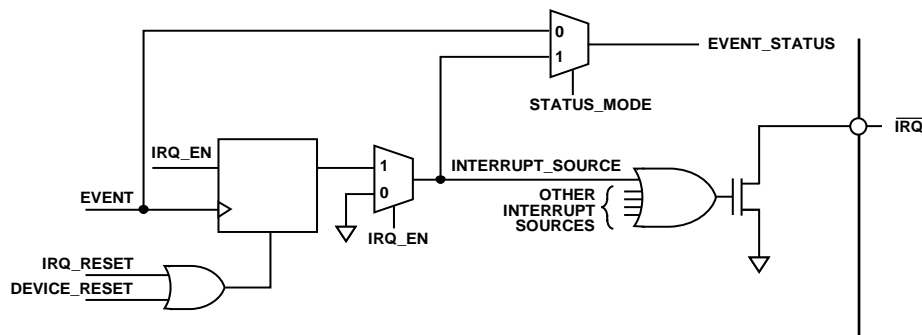 0
EVENT_STATUS
1
STATUS_MODE
IRQ
IRQ_EN
1
INTERRUPT_SOURCE
0
EVENT
OTHER
INTERRUPT
SOURCES
IRQ_EN
IRQ_RESET
DEVICE_RESET